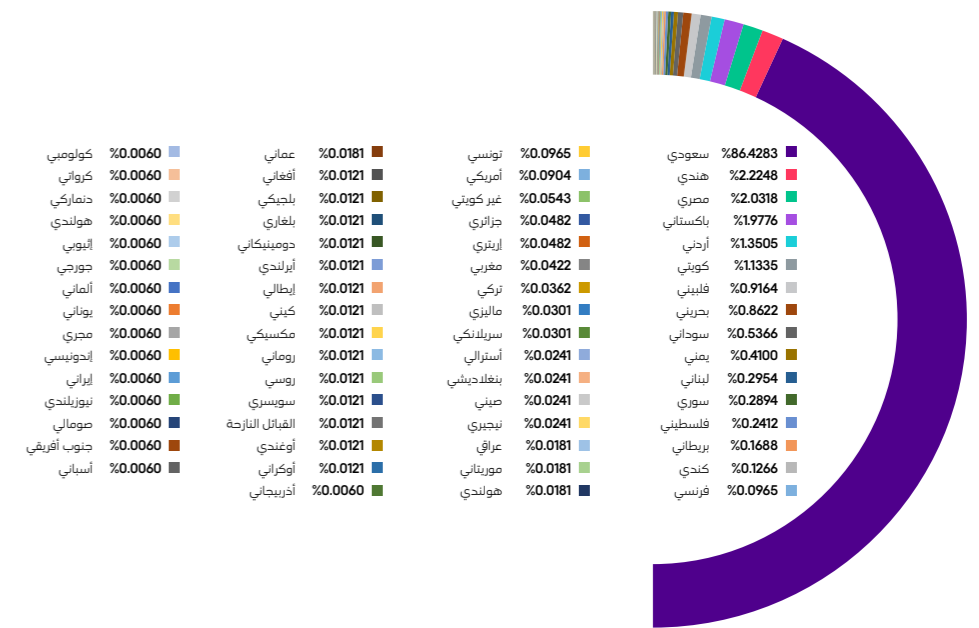 %86.4283 سعودي
%2.2248 هندي
%2.0318 مصري
%1.9776 باكستاني
%1.3505 أردني
%1.1335 كويتي
%0.9164 فلبيني
%0.8622 بحريني
%0.5366 سوداني
%0.4100 يمني
%0.2954 لبناني
%0.2894 سوري
%0.2412 فلسطيني
%0.1688 بريطاني
%0.1266 كندي
%0.0965 فرنسي
%0.0965 تونسي
%0.0904 أمريكي
%0.0543 غير كويتي
%0.0482 جزائري
%0.0482 إريتري
%0.0422 مغربي
%0.0362 تركي
%0.0301 ماليزي
%0.0301 سريلانكي
%0.0241 أسترالي
%0.0241 بنغلاديشي
%0.0241 صيني
%0.0241 نيجيري
%0.0181 عراقي
%0.0181 موريتاني
%0.0181 هولندي
%0.0181 عماني
%0.0121 أفغاني
%0.0121 بلجيكي
%0.0121 بلغاري
%0.0121 دومينيكاني
%0.0121 أيرلندي
%0.0121 إيطالي
%0.0121 كيني
%0.0121 مكسيكي
%0.0121 روماني
%0.0121 روسي
%0.0121 سويسري
%0.0121 القبائل النازحة
%0.0121 أوغندي
%0.0121 أوكراني
%0.0060 أذربيجاني
%0.0060 كولومبي
%0.0060 كرواتي
%0.0060 دنماركي
%0.0060 هولندي
%0.0060 إثيوبي
%0.0060 جورجي
%0.0060 ألماني
%0.0060 يوناني
%0.0060 مجري
%0.0060 إندونيسي
%0.0060 إيراني
%0.0060 نيوزيلندي
%0.0060 صومالي
%0.0060 جنوب أفريقي
%0.0060 أسباني